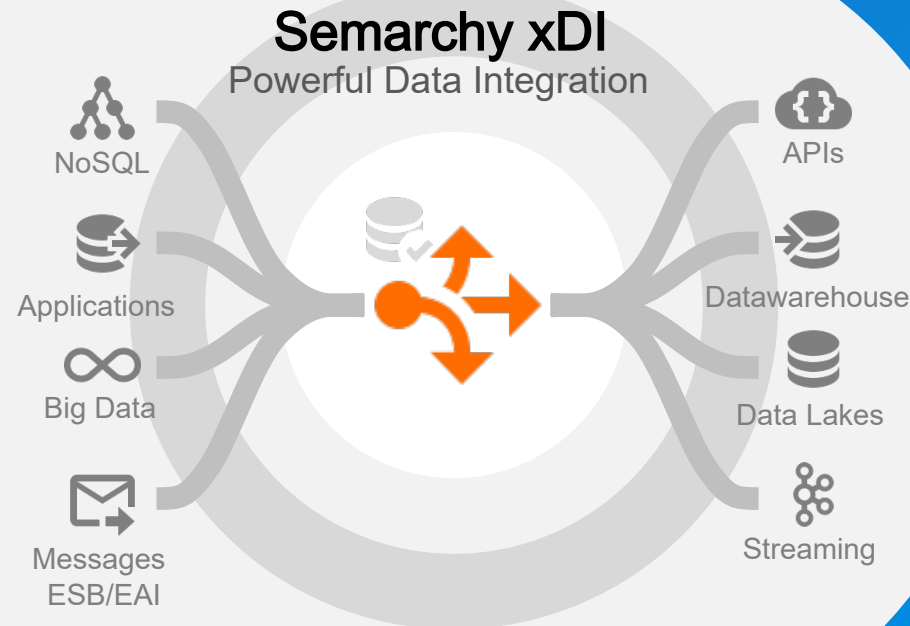 Semarchy xDI
Powerful Data Integration
NoSQL
Applications
Big Data
Messages
ESB/EAI
{ }
APIs
Datawarehouse
Data Lakes
Streaming